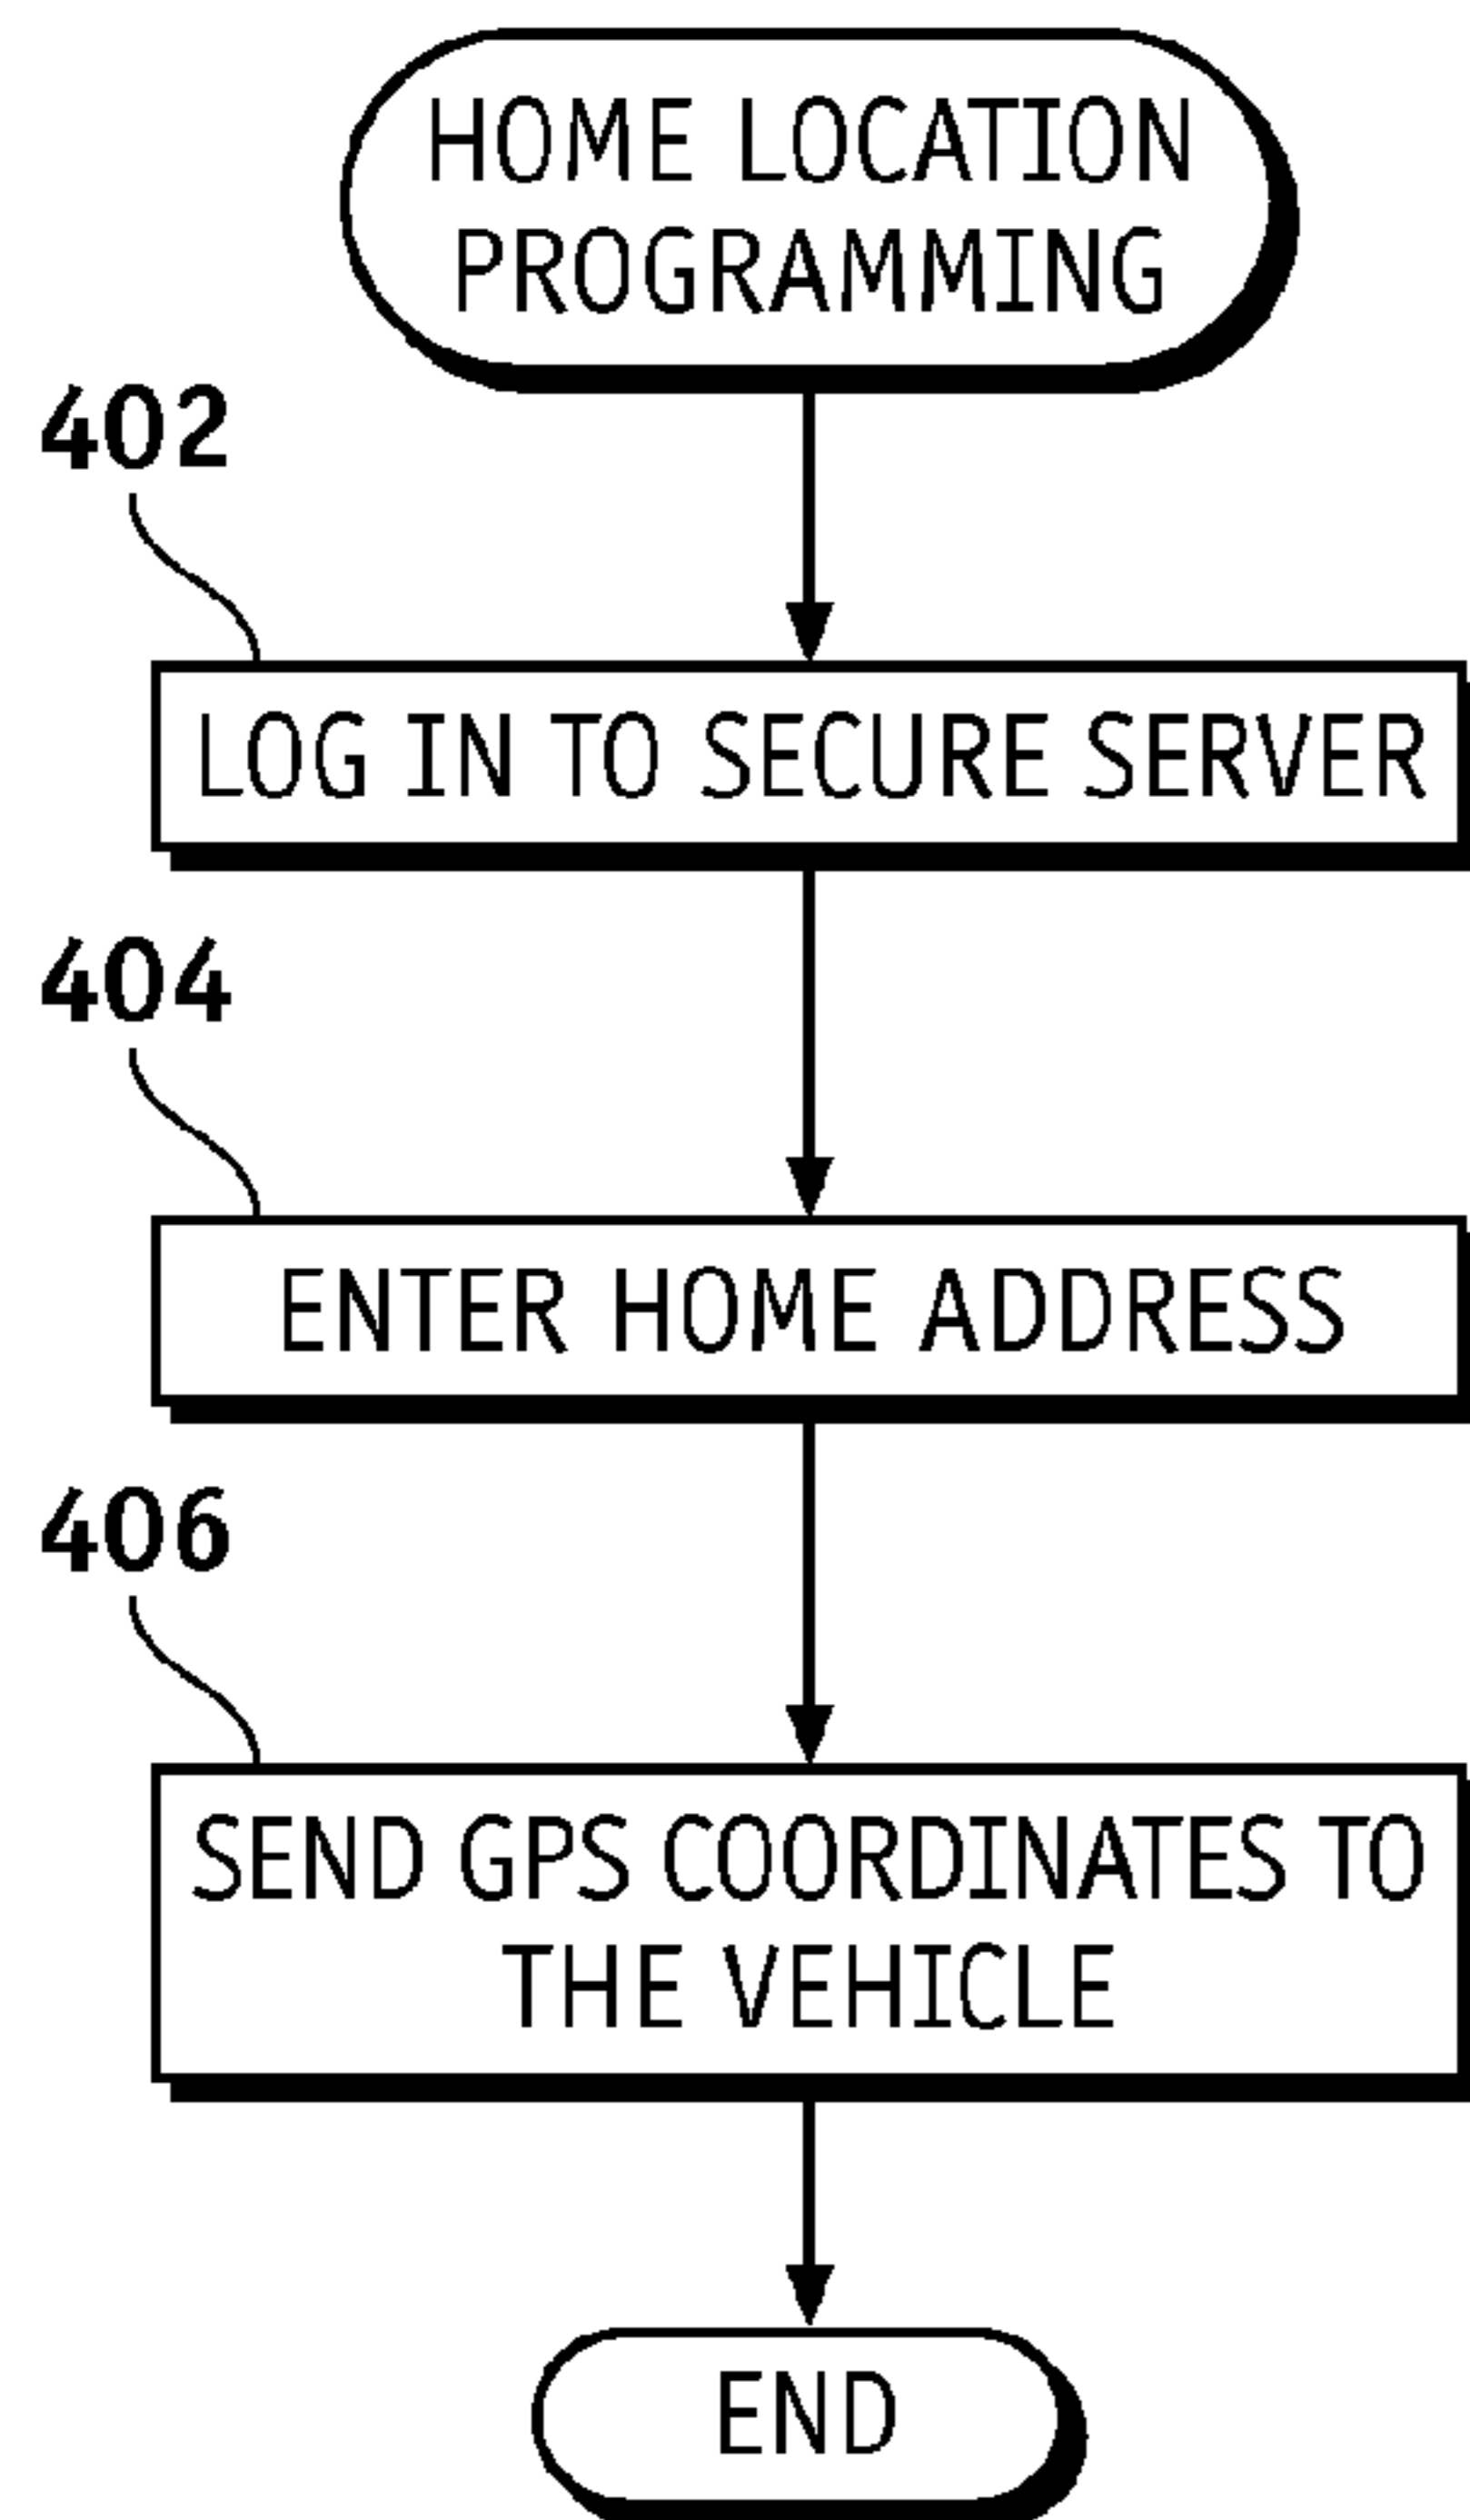 HOME LOCATION
PROGRAMMING
402
LOG IN TO SECURE SERVER
404
ENTER HOME ADDRESS
406
SEND GPS COORDINATES TO
THE VEHICLE
END